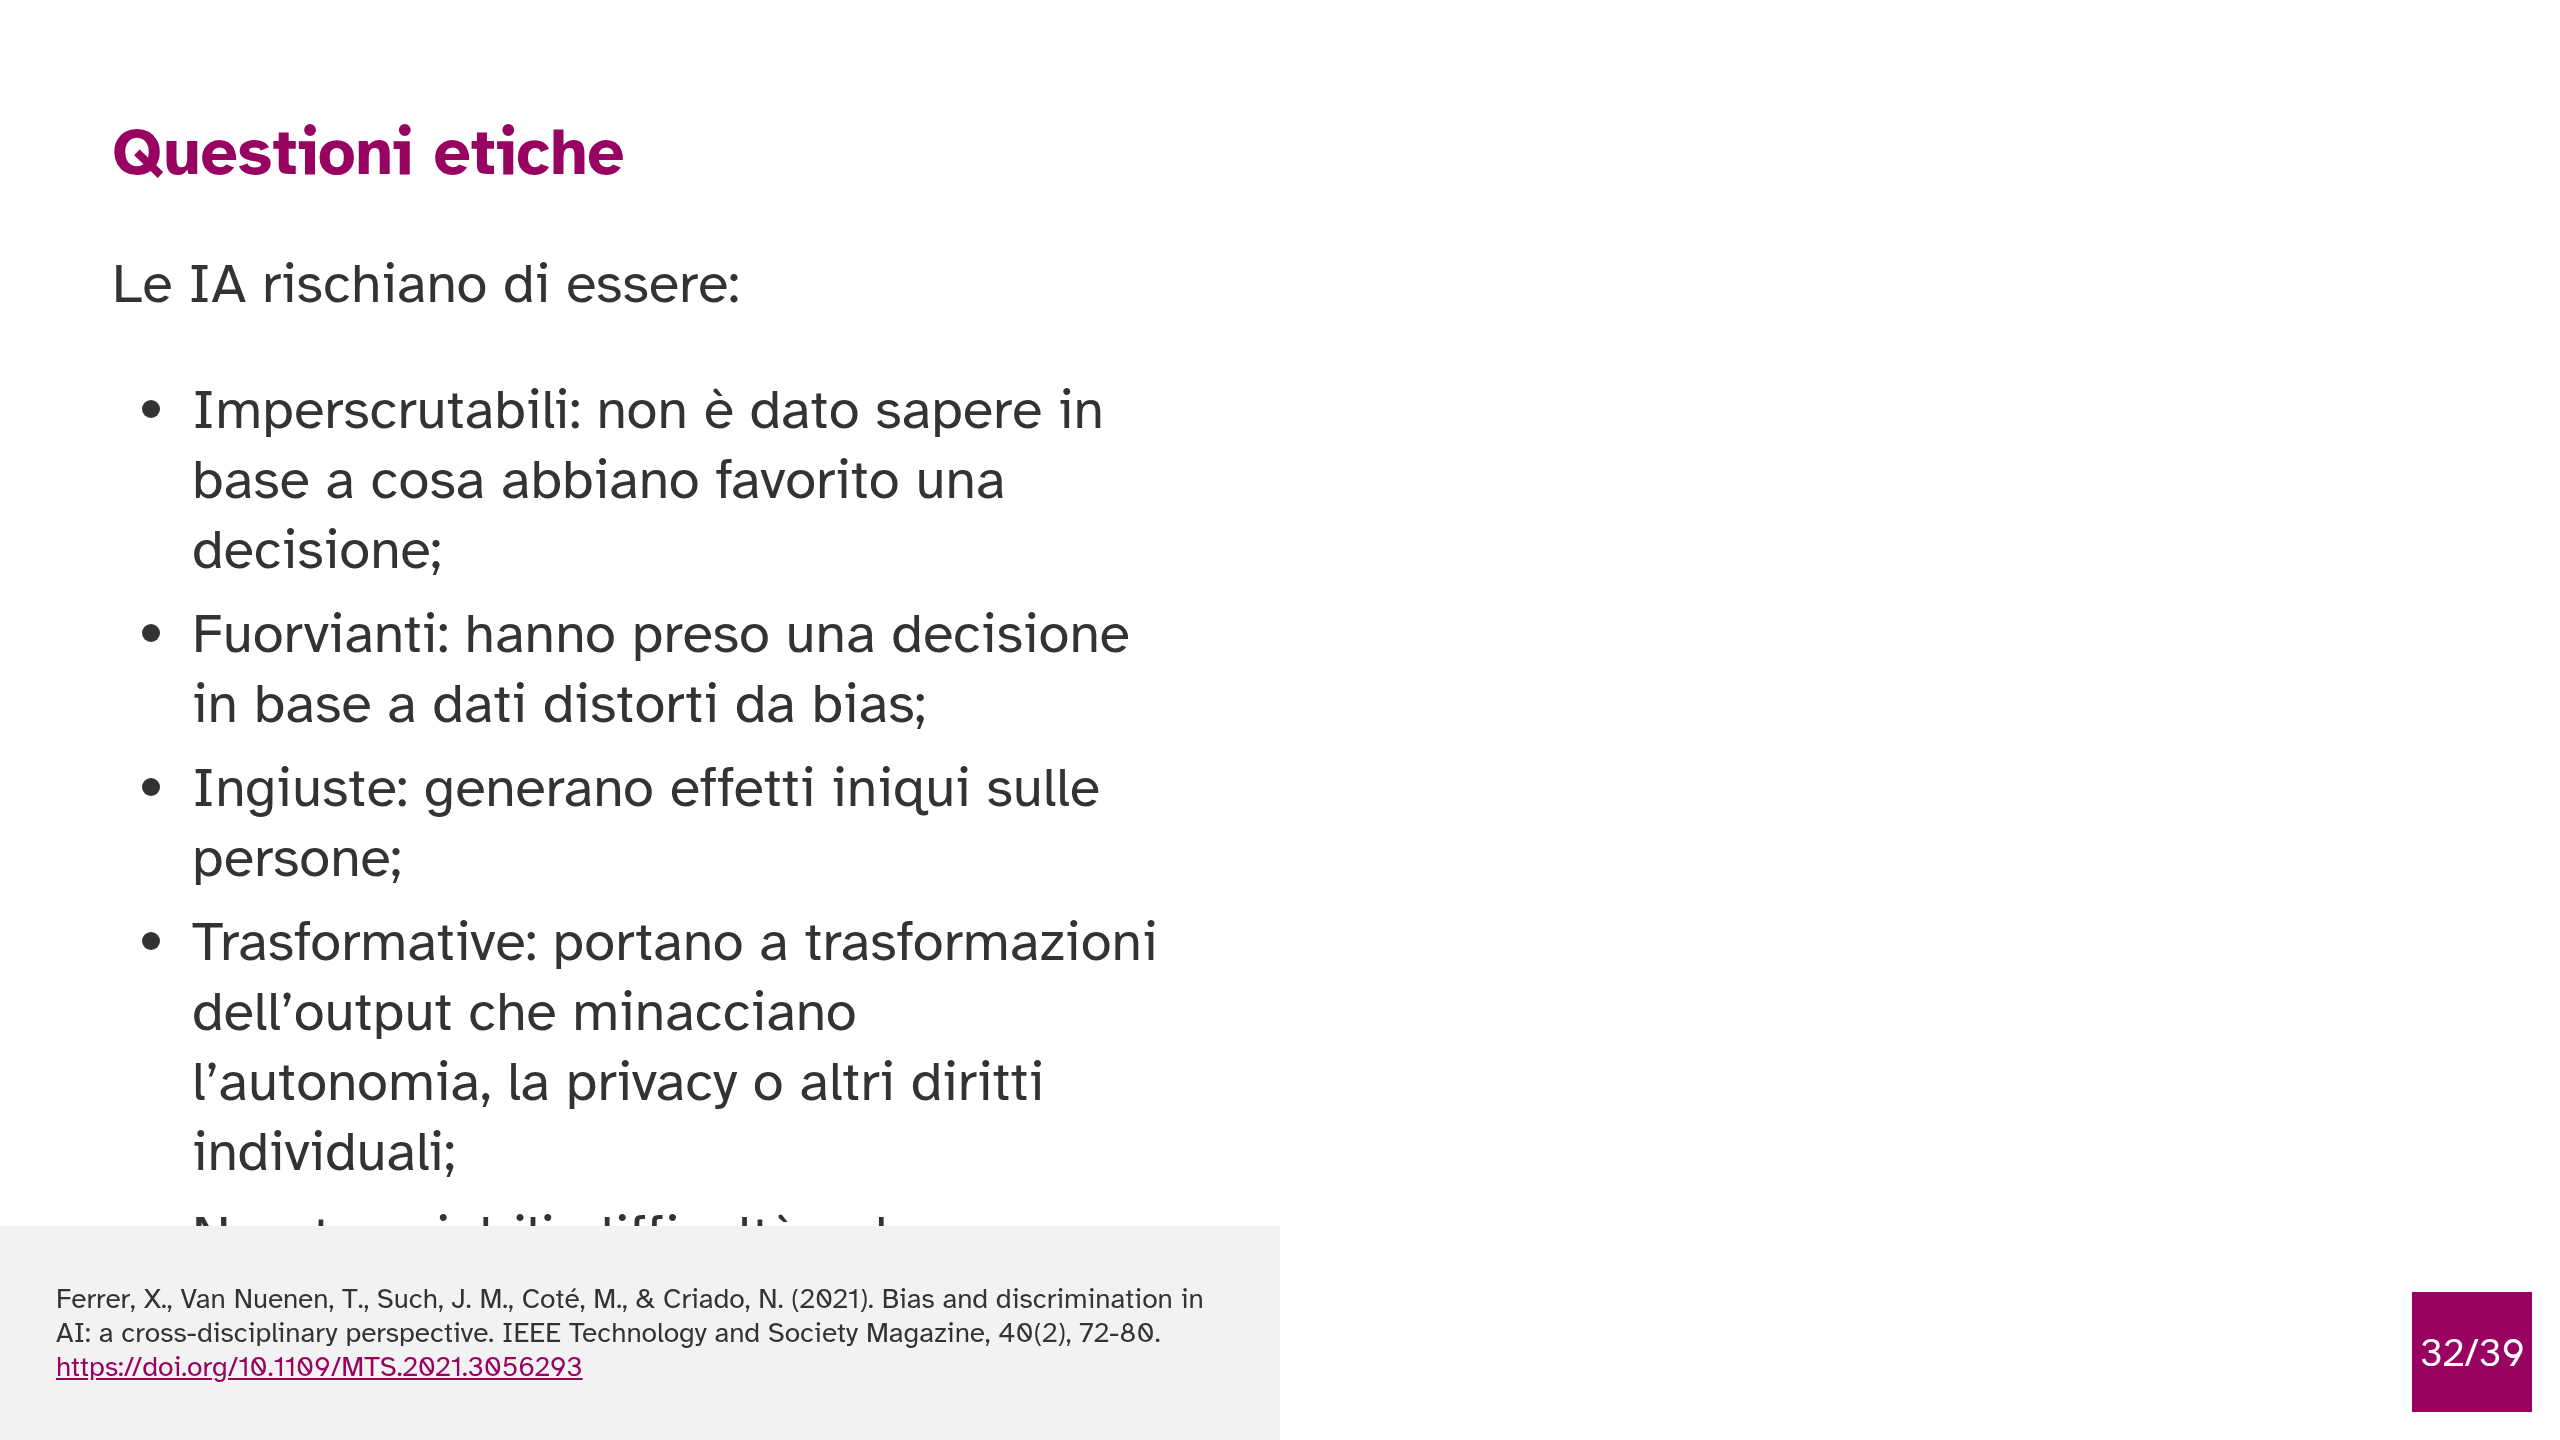 Questioni etiche
Le IA rischiano di essere:
• Imperscrutabili: non è dato sapere in
base a cosa abbiano favorito una
decisione;
• Fuorvianti: hanno preso una decisione
in base a dati distorti da bias;
• Ingiuste: generano effetti iniqui sulle
persone;
• Trasformative: portano a trasformazioni
dell’output che minacciano
l’autonomia, la privacy o altri diritti
individuali;
Ferrer, X., Van Nuenen, T., Such, J. M., Coté, M., & Criado, N. (2021). Bias and discrimination in
AI: a cross-disciplinary perspective. IEEE Technology and Society Magazine, 40(2), 72-80.
https://doi.org/10.1109/MTS.2021.3056293
32/39